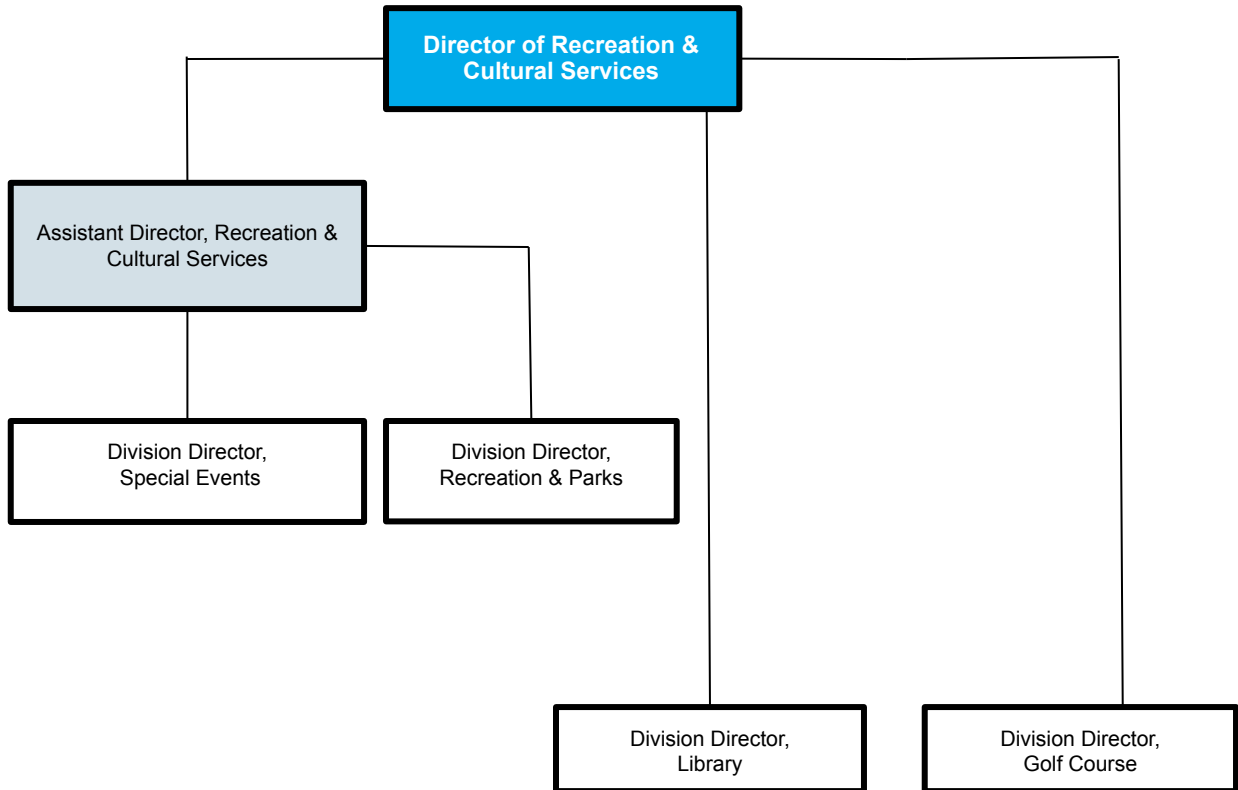 Director of Recreation &
Cultural Services
Assistant Director, Recreation &
Cultural Services
Division Director,
Special Events
Division Director,
Recreation & Parks
Division Director,
Library
Division Director,
Golf Course